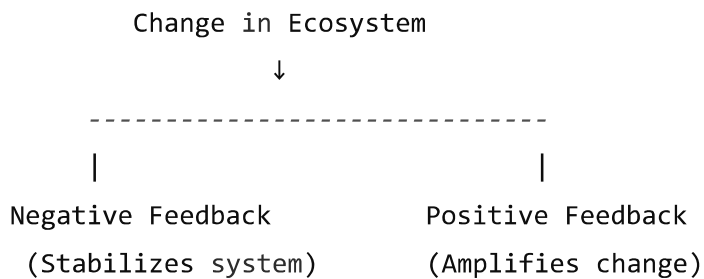 Change in Ecosystem
↓
------------------------------
| |
Negative Feedback Positive Feedback
(Stabilizes system) (Amplifies change)